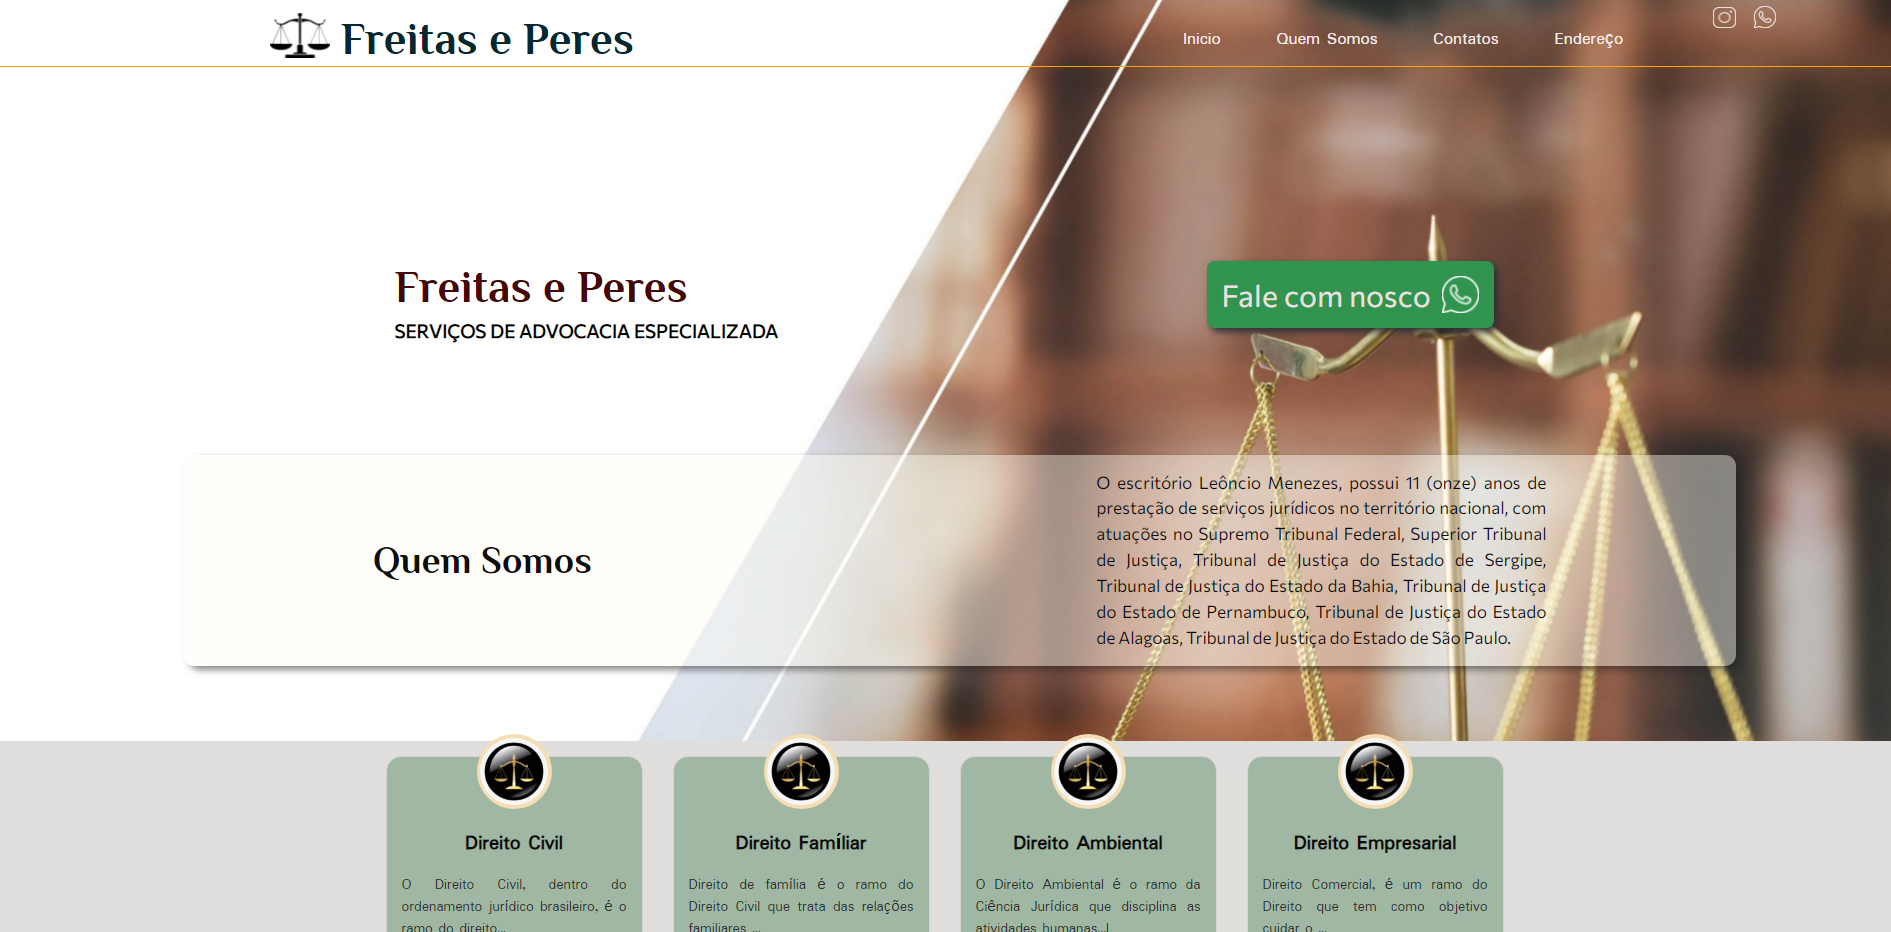 Freitas e Peres
Inicio Quem Somos Contatos Endereço
Freitas e Peres
SERVIÇOS DE ADVOCACIA ESPECIALIZADA
Fale com nosco
Quem Somos
O escritório Leôncio Menezes, possui 11 (onze) anos de
prestação de serviços jurídicos no território nacional, com
atuações no Supremo Tribunal Federal, Superior Tribunal
de Justiça, Tribunal de Justiça do Estado de Sergipe,
Tribunal de Justiça do Estado da Bahia, Tribunal de Justiça
do Estado de Pernambuco, Tribunal de Justiça do Estado
de Alagoas, Tribunal de Justiça do Estado de São Paulo.
Direito Civil
O Direito Civil, dentro do
ordenamento jurídico brasileiro, é o
ramo do direito...
Direito Famíliar
Direito de família é o ramo do
Direito Civil que trata das relações
familiares ...
Direito Ambiental
O Direito Ambiental é o ramo da
Ciência Jurídica que disciplina as
atividades humanas...l
Direito Empresarial
Direito Comercial, é um ramo do
Direito que tem como objetivo
cuidar o ...